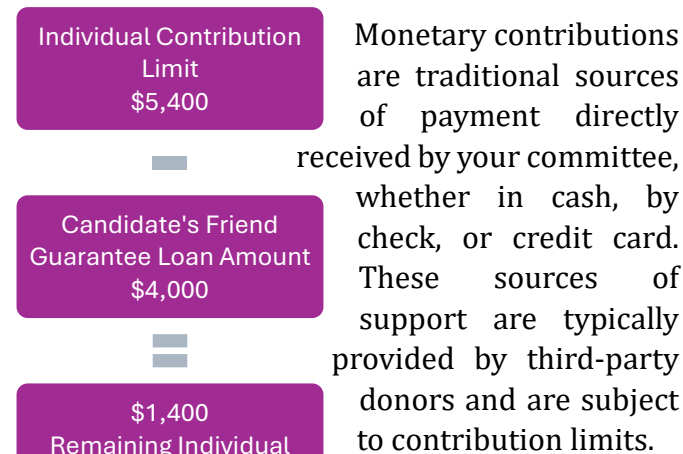 Individual Contribution
Limit
$5,400
Candidate's Friend
Guarantee Loan Amount
$4,000
$1,400
Remaining Individual
Monetary contributions
are traditional sources
of payment directly
received by your committee,
whether in cash, by
check, or credit card.
These sources of
support are typically
provided by third-party
donors and are subject
to contribution limits.